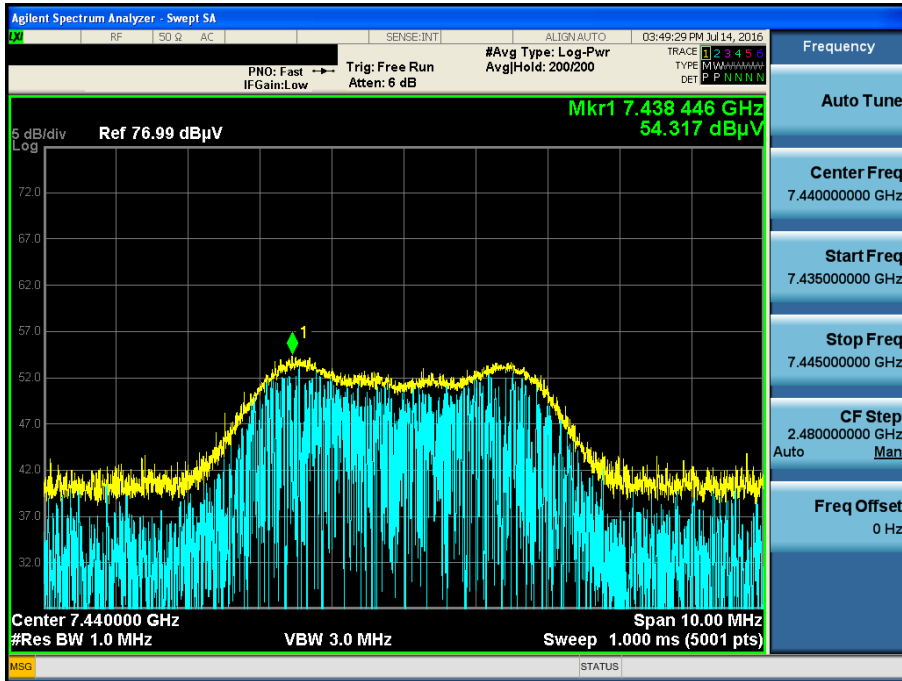 Agilent Spectrum Analyzer - Swept SA
LXI RF 50 Ω AC SENSE:INT ALIGNAUTO 03:49:29 PM Jul 14, 2016
PNO: Fast
IFGain:Low
Trig: Free Run
Atten: 6 dB
#Avg Type: Log-Pwr
Avg|Hold: 200/200
TRACE 1 2 3 4 5 6
TYPE M
DET P P N N N N
Mkr1 7.438 446 GHz
54.317 dBµV
5 dB/div Ref 76.99 dBµV
Log
72.0
67.0
62.0
57.0
1
52.0
47.0
42.0
37.0
32.0
Center 7.440000 GHz Span 10.00 MHz
#Res BW 1.0 MHz VBW 3.0 MHz Sweep 1.000 ms (5001 pts)
MSG STATUS
Frequency
Auto Tune
Center Freq
7.440000000 GHz
Start Freq
7.435000000 GHz
Stop Freq
7.445000000 GHz
CF Step
2.480000000 GHz
Auto Man
Freq Offset
0 Hz